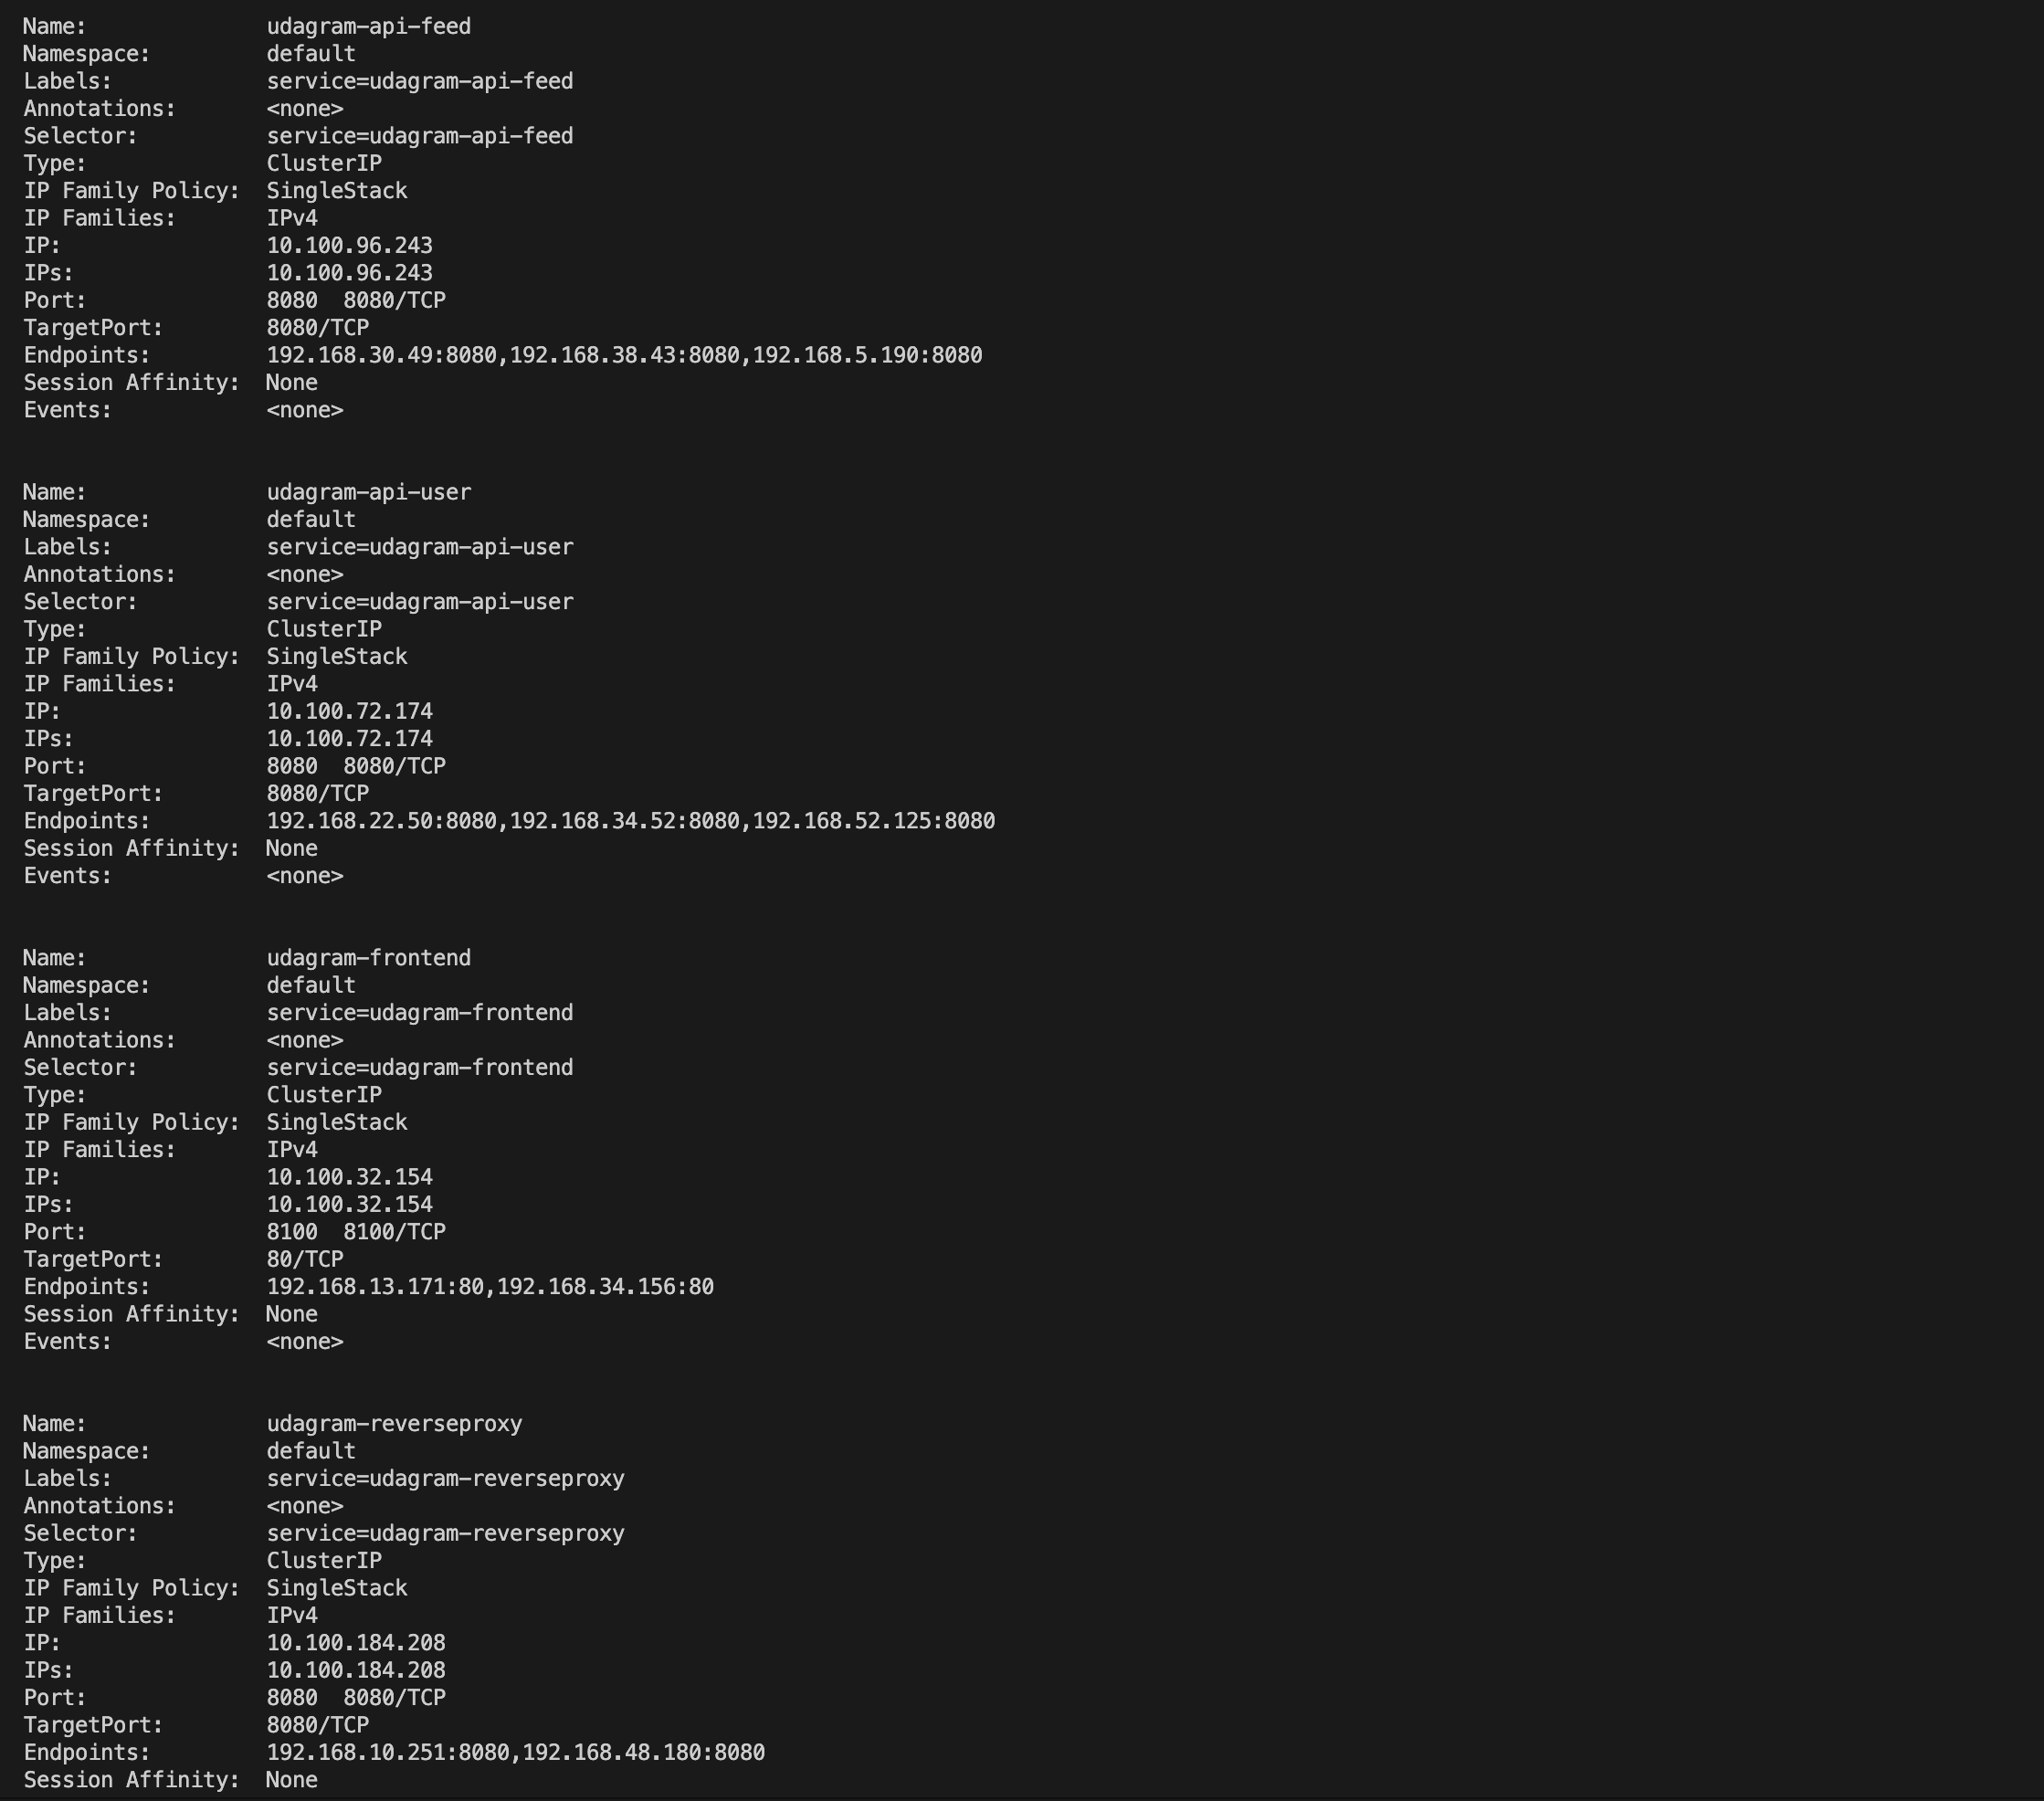 Name:              udagram-api-feed
Namespace:         default
Labels:            service=udagram-api-feed
Annotations:       <none>
Selector:          service=udagram-api-feed
Type:              ClusterIP
IP Family Policy:  SingleStack
IP Families:       IPv4
IP:                10.100.96.243
IPs:               10.100.96.243
Port:              8080  8080/TCP
TargetPort:        8080/TCP
Endpoints:         192.168.30.49:8080,192.168.38.43:8080,192.168.5.190:8080
Session Affinity:  None
Events:            <none>

Name:              udagram-api-user
Namespace:         default
Labels:            service=udagram-api-user
Annotations:       <none>
Selector:          service=udagram-api-user
Type:              ClusterIP
IP Family Policy:  SingleStack
IP Families:       IPv4
IP:                10.100.72.174
IPs:               10.100.72.174
Port:              8080  8080/TCP
TargetPort:        8080/TCP
Endpoints:         192.168.22.50:8080,192.168.34.52:8080,192.168.52.125:8080
Session Affinity:  None
Events:            <none>

Name:              udagram-frontend
Namespace:         default
Labels:            service=udagram-frontend
Annotations:       <none>
Selector:          service=udagram-frontend
Type:              ClusterIP
IP Family Policy:  SingleStack
IP Families:       IPv4
IP:                10.100.32.154
IPs:               10.100.32.154
Port:              8100  8100/TCP
TargetPort:        80/TCP
Endpoints:         192.168.13.171:80,192.168.34.156:80
Session Affinity:  None
Events:            <none>

Name:              udagram-reverseproxy
Namespace:         default
Labels:            service=udagram-reverseproxy
Annotations:       <none>
Selector:          service=udagram-reverseproxy
Type:              ClusterIP
IP Family Policy:  SingleStack
IP Families:       IPv4
IP:                10.100.184.208
IPs:               10.100.184.208
Port:              8080  8080/TCP
TargetPort:        8080/TCP
Endpoints:         192.168.10.251:8080,192.168.48.180:8080
Session Affinity:  None